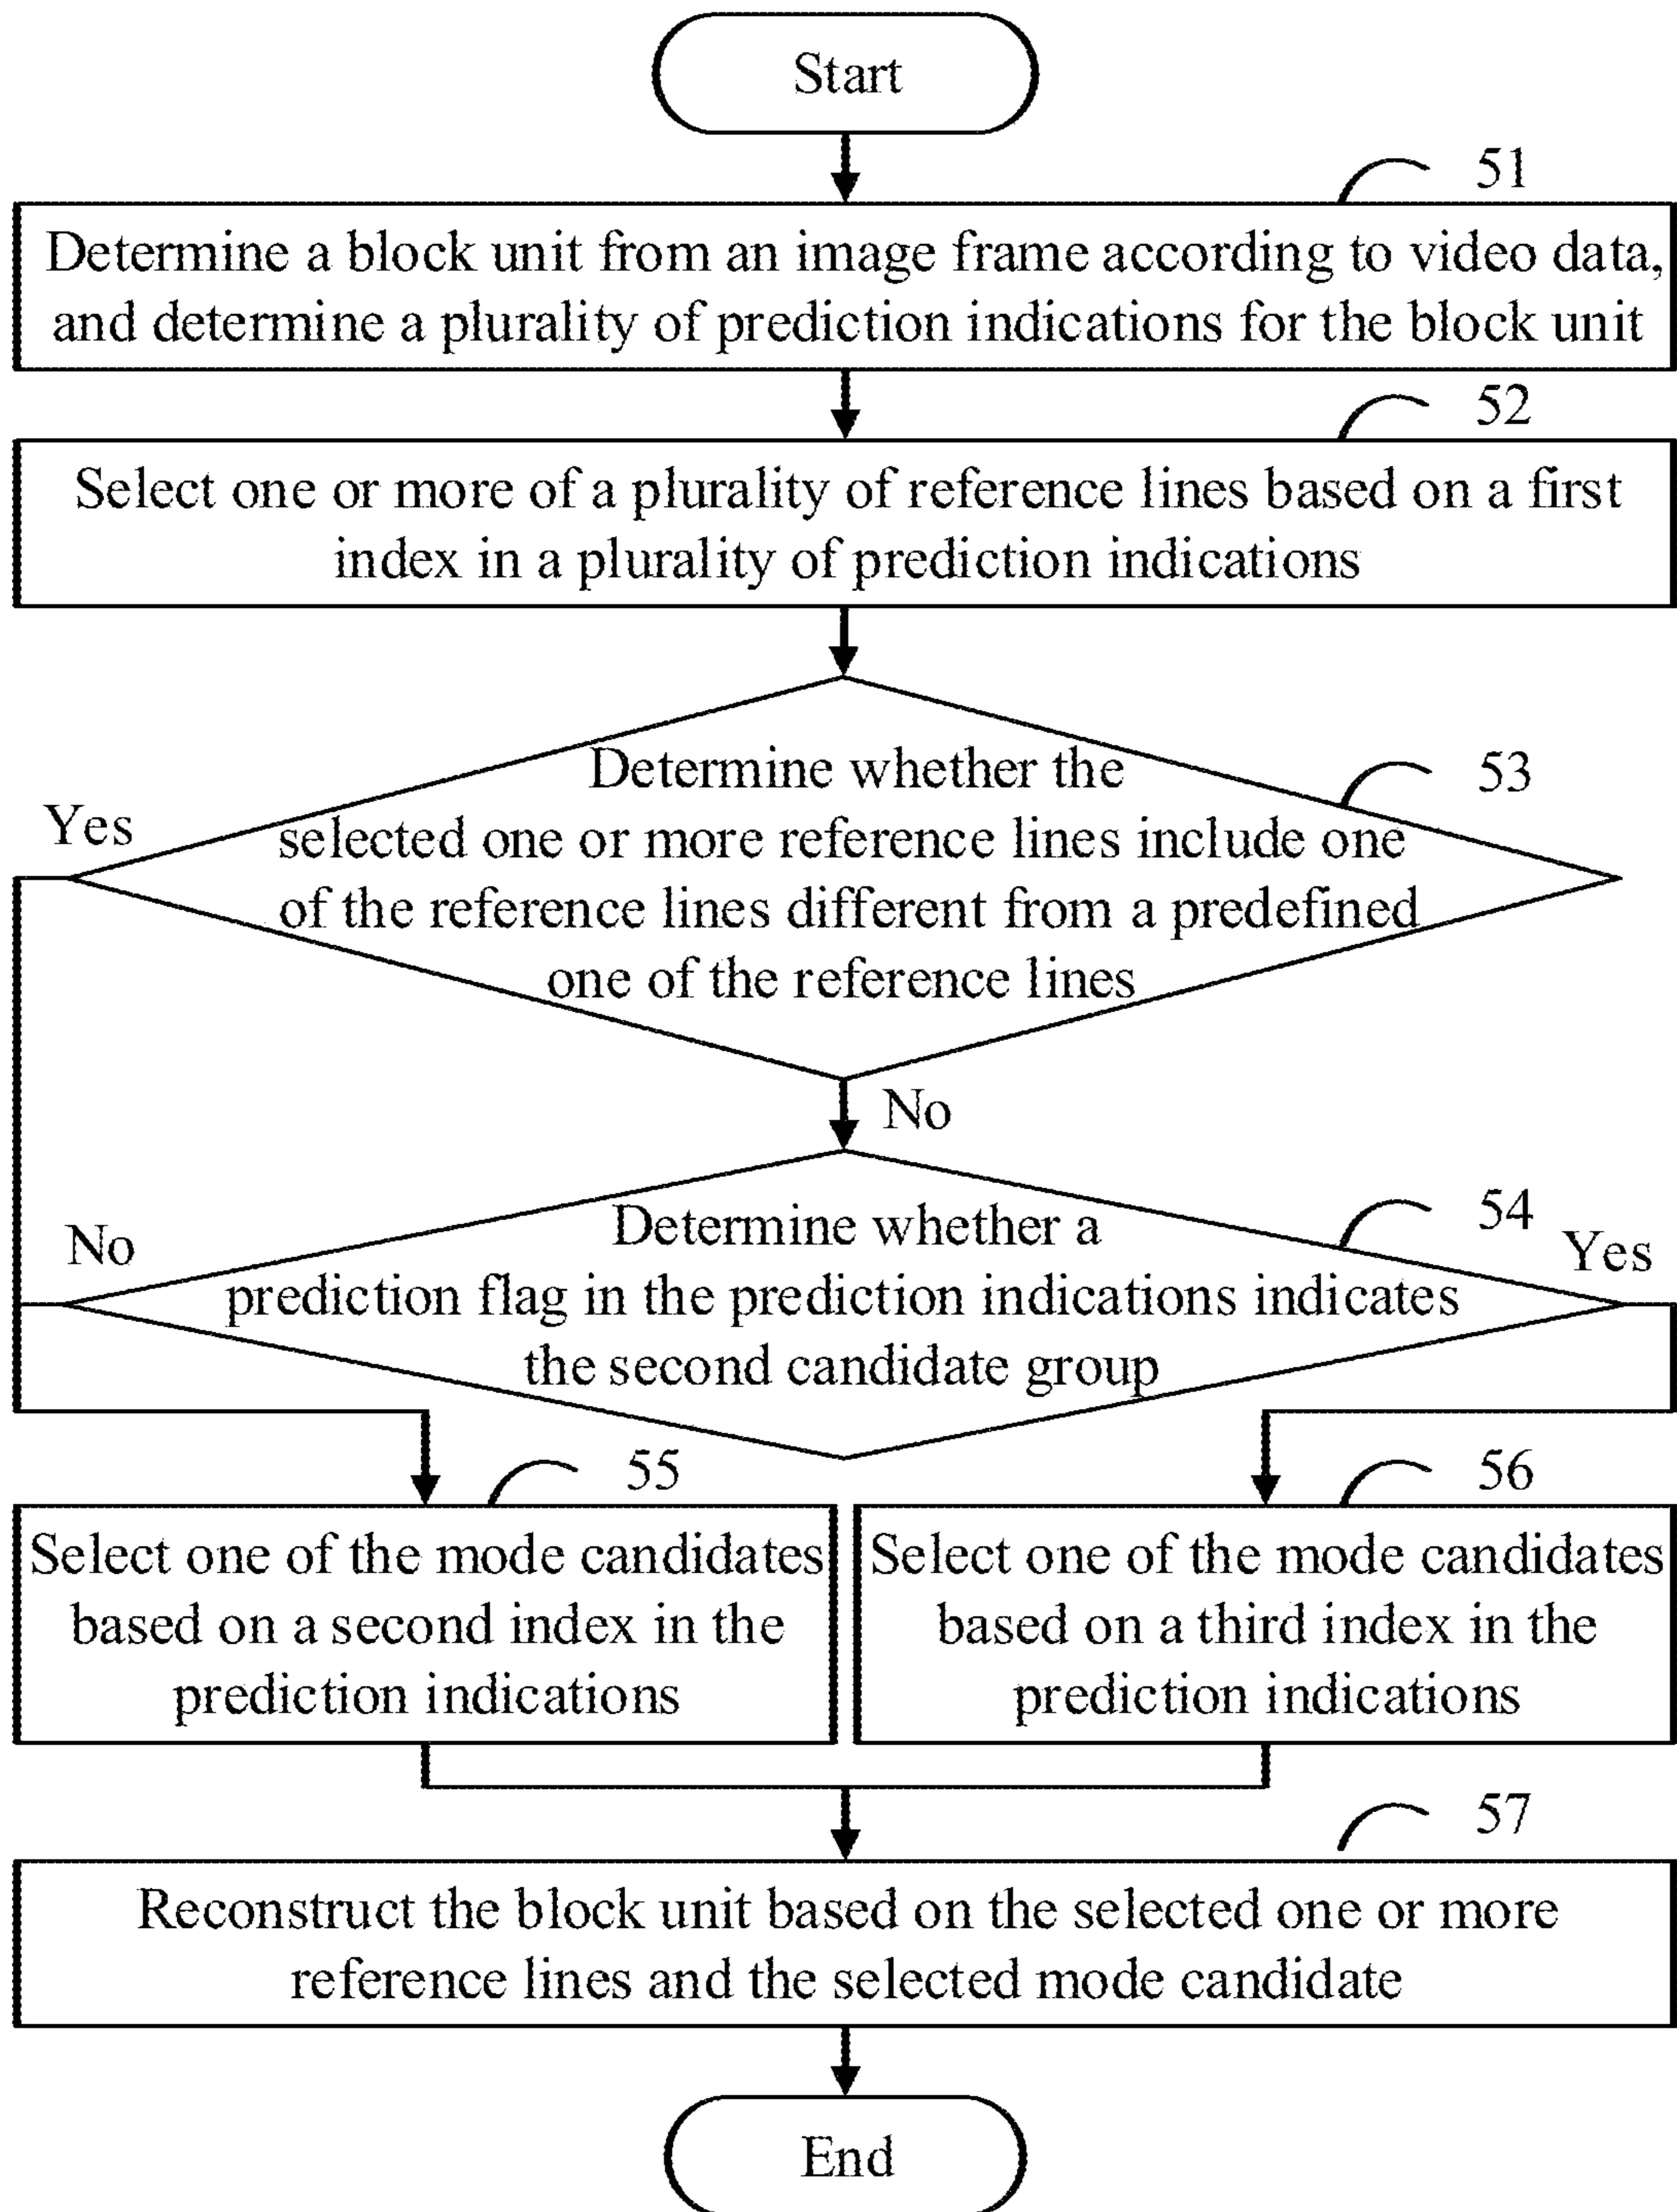 Start
51
Determine a block unit from an image frame according to video data,
and determine a plurality of prediction indications for the block unit
52
Select one or more of a plurality of reference lines based on a first
index in a plurality of prediction indications
53
Determine whether the
selected one or more reference lines include one
of the reference lines different from a predefined
one of the reference lines
Yes
No
54
Determine whether a
prediction flag in the prediction indications indicates
the second candidate group
No
Yes
55
Select one of the mode candidates
based on a second index in the
prediction indications
56
Select one of the mode candidates
based on a third index in the
prediction indications
57
Reconstruct the block unit based on the selected one or more
reference lines and the selected mode candidate
End